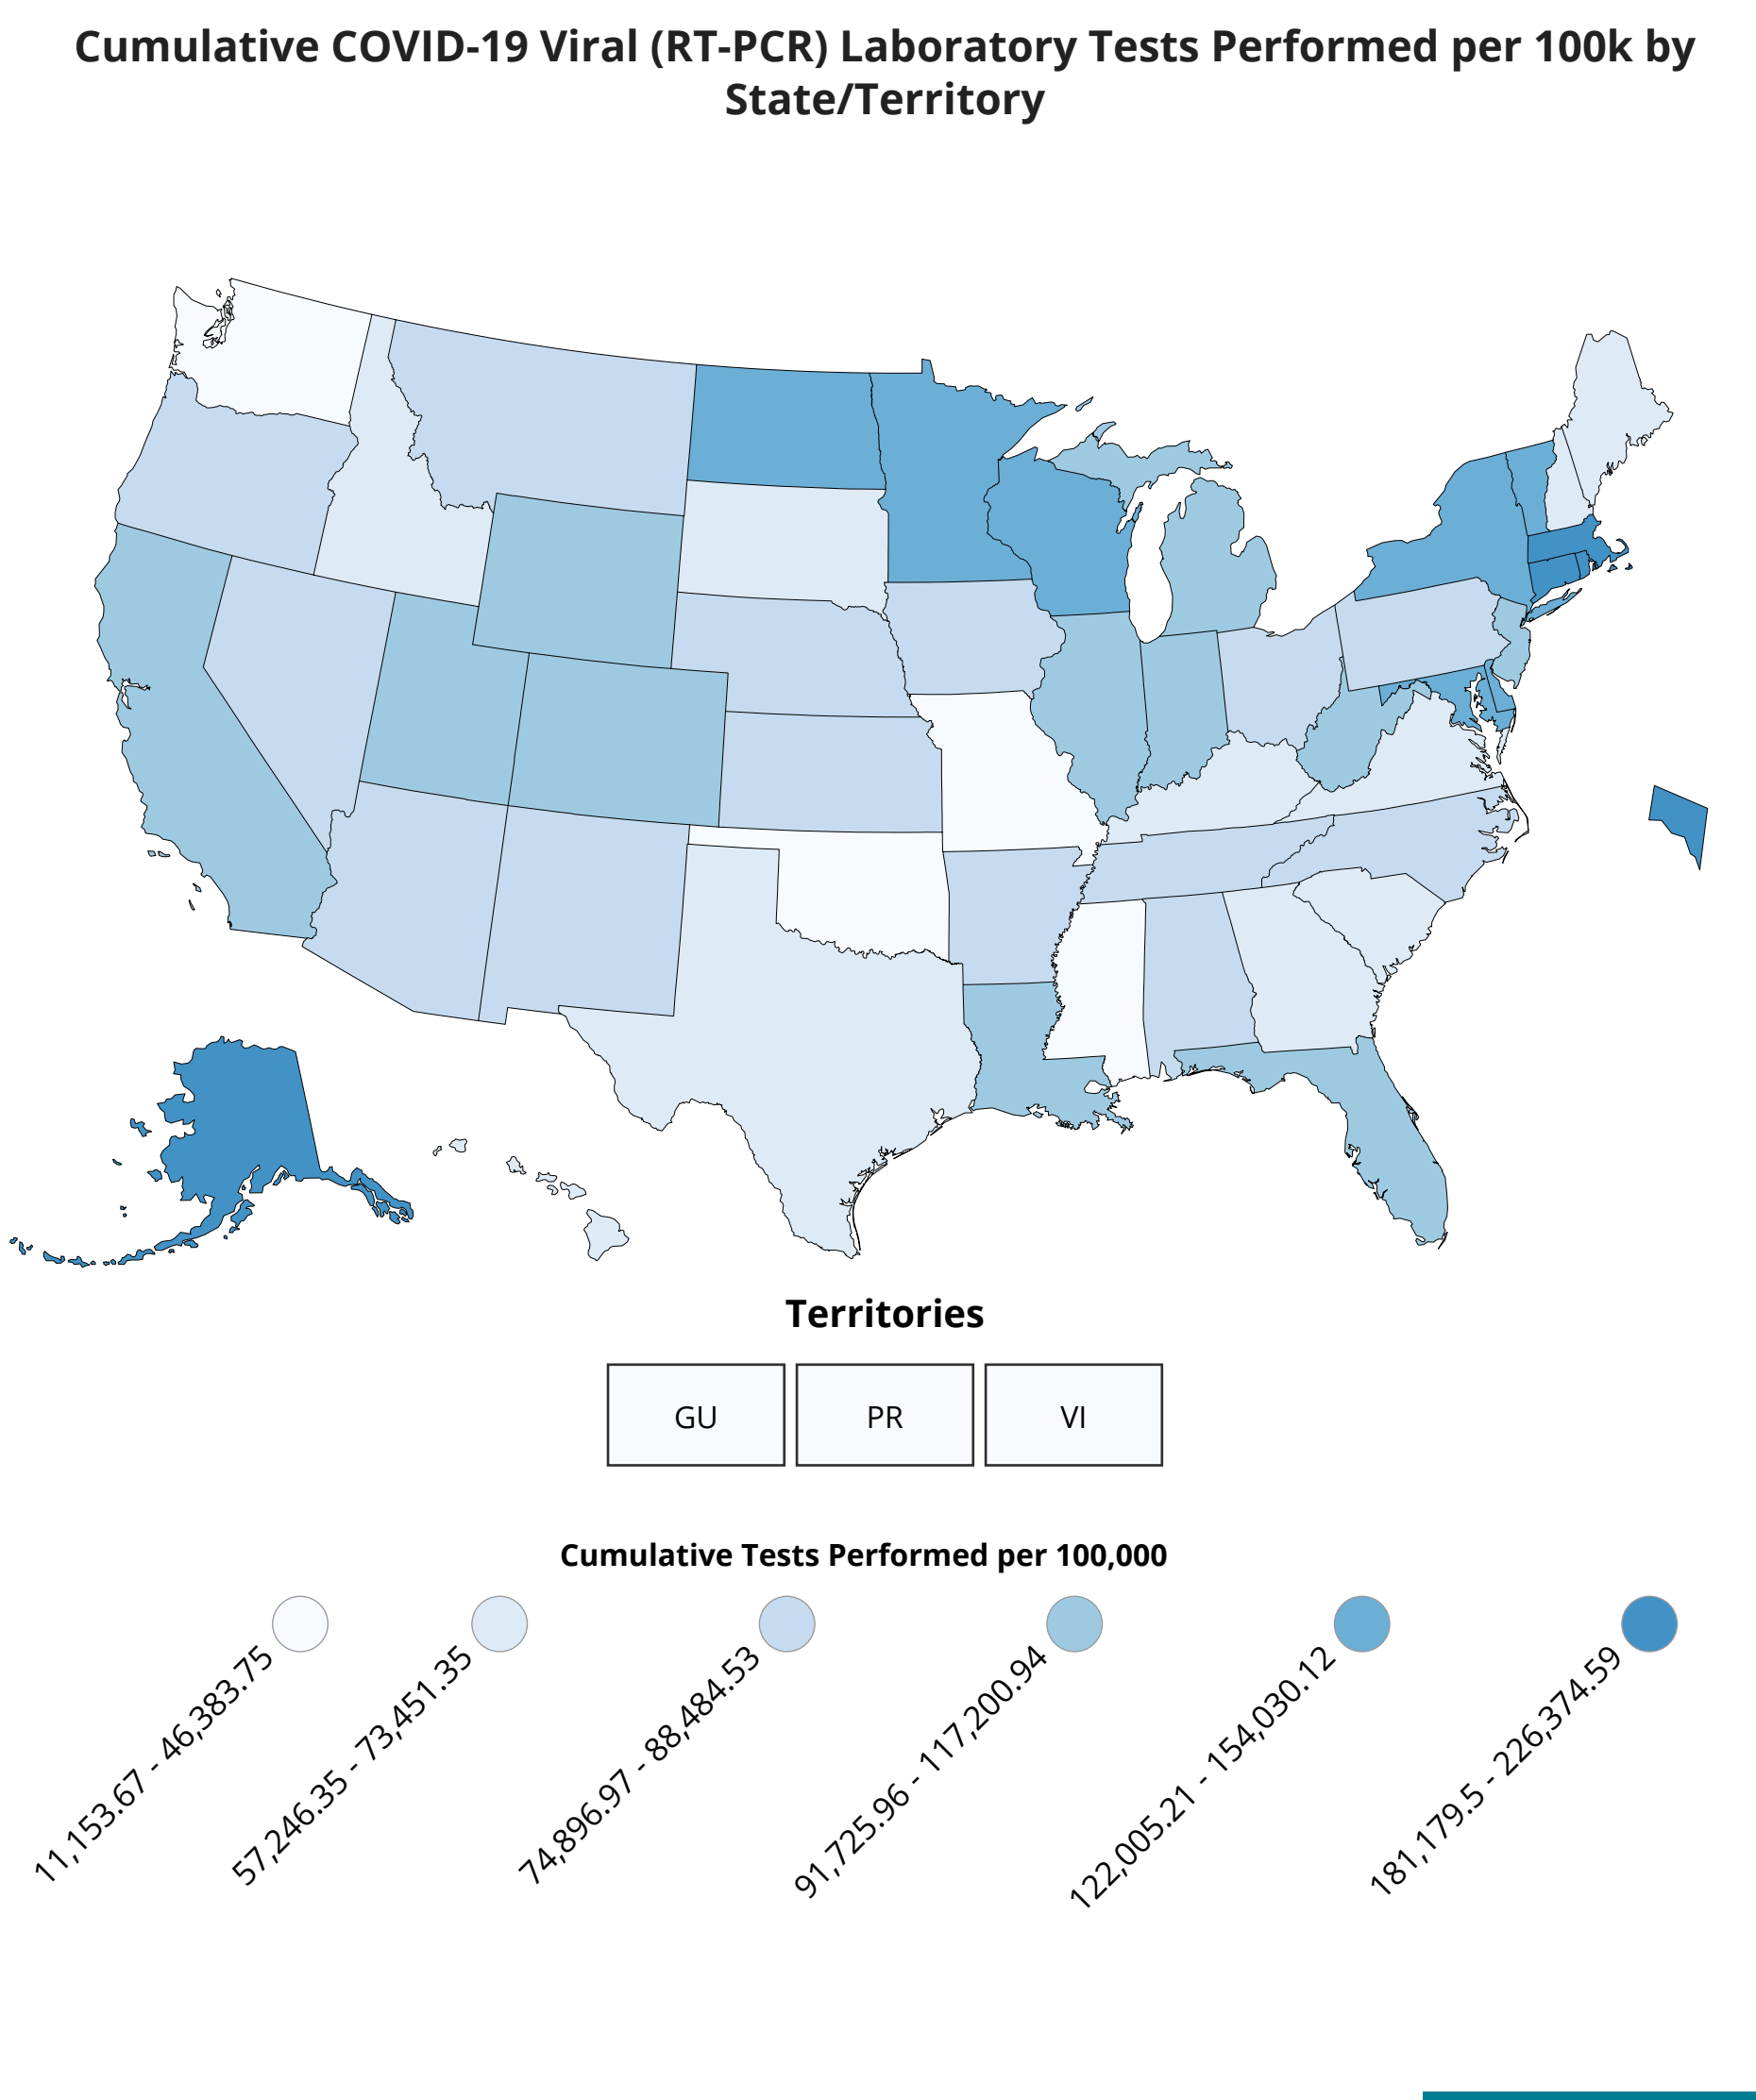 Cumulative COVID-19 Viral (RT-PCR) Laboratory Tests Performed per 100k by
State/Territory
Territories
GU
PR
VI
Cumulative Tests Performed per 100,000
11,153.67 - 46,383.75
57,246.35 - 73,451.35
74,896.97 - 88,484.53
91,725.96 - 117,200.94
122,005.21 - 154,030.12
181,179.5 - 226,374.59